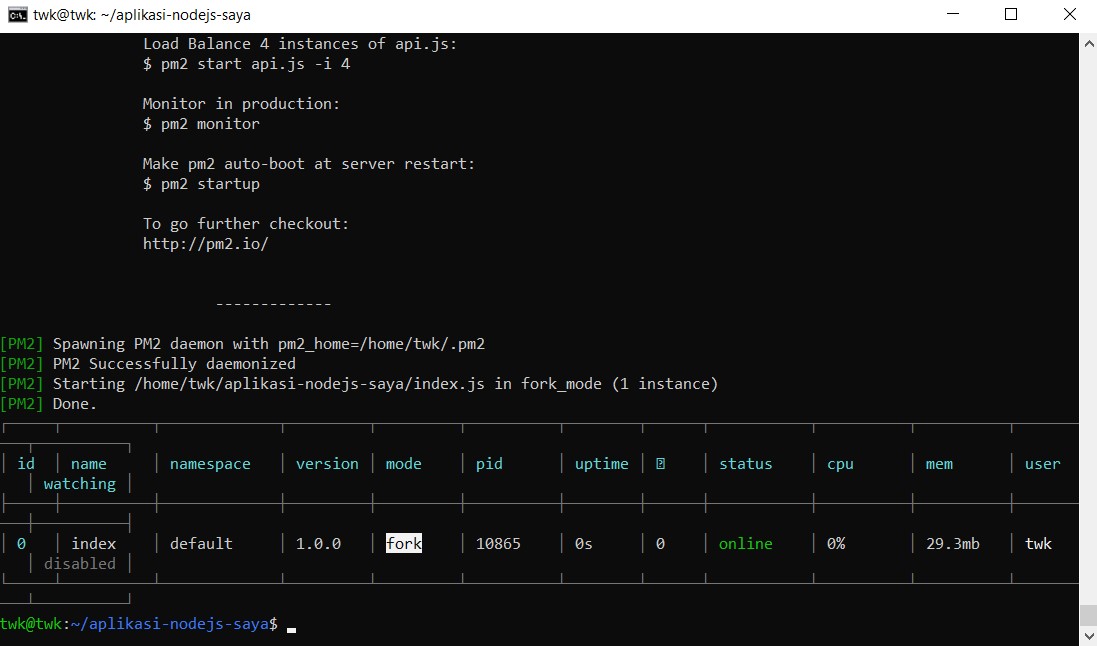 twk@twk: ~/aplikasi-nodejs-saya
Load Balance 4 instances of api.js:
$ pm2 start api.js -i 4
Monitor in production:
$ pm2 monitor
Make pm2 auto-boot at server restart:
$ pm2 startup
To go further checkout:
http://pm2.io/
-------------
[PM2] Spawning PM2 daemon with pm2_home=/home/twk/.pm2
[PM2] PM2 Successfully daemonized
[PM2] Starting /home/twk/aplikasi-nodejs-saya/index.js in fork_mode (1 instance)
[PM2] Done.
│ id │ name │ namespace │ version │ mode │ pid │ uptime │ │ status │ cpu │ mem │ user
│ watching │
│ 0 │ index │ default │ 1.0.0 │ fork │ 10865 │ 0s │ 0 │ online │ 0% │ 29.3mb │ twk
│ disabled │
twk@twk:~/aplikasi-nodejs-saya$